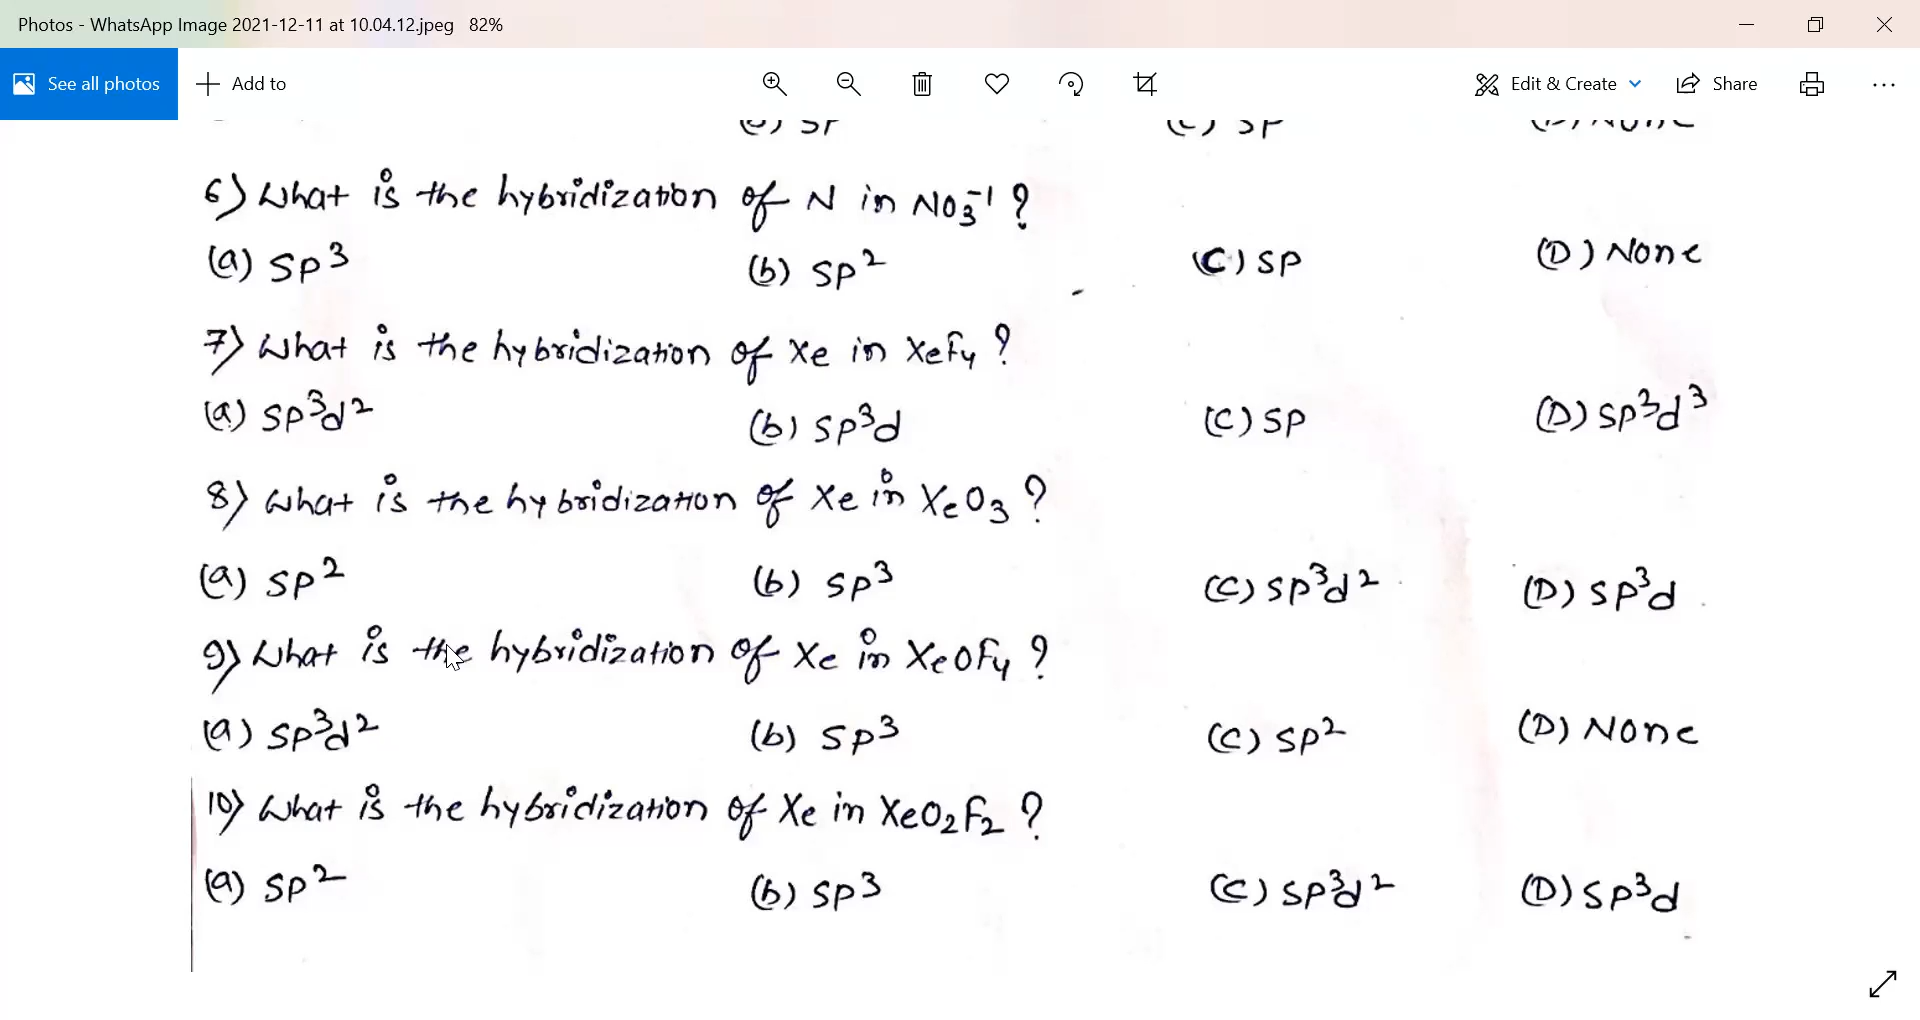 Photos - WhatsApp Image 2021-12-11 at 10.04.12.jpeg 82%
See all photos Add to Edit & Create Share
6) What is the hybridization of N in NO₃⁻¹ ?
(a) sp³ (b) sp² (C) sp (D) None
7) What is the hybridization of Xe in XeF₄ ?
(a) sp³d² (b) sp³d (C) sp (D) sp³d³
8) What is the hybridization of Xe in XeO₃ ?
(a) sp² (b) sp³ (C) sp³d² (D) sp³d
9) What is the hybridization of Xe in XeOF₄ ?
(a) sp³d² (b) sp³ (C) sp² (D) None
10) What is the hybridization of Xe in XeO₂F₂ ?
(a) sp² (b) sp³ (C) sp³d² (D) sp³d